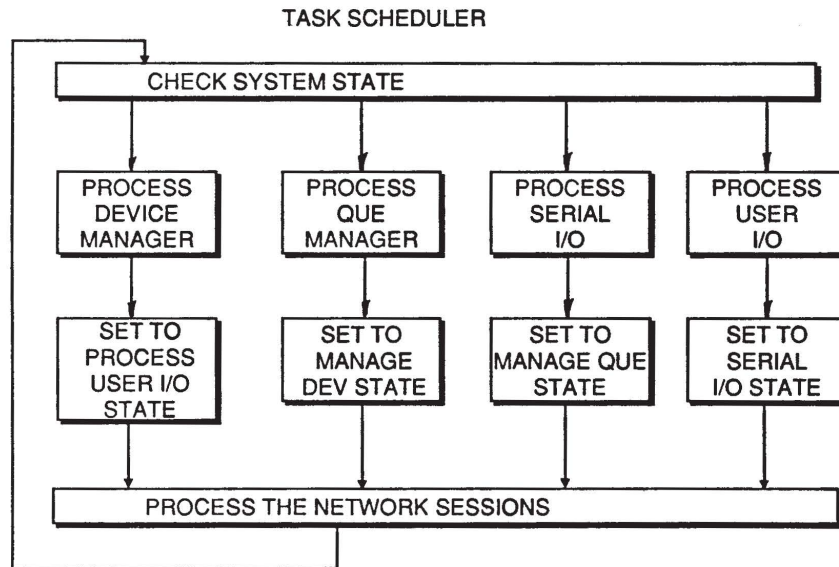 TASK SCHEDULER
CHECK SYSTEM STATE
PROCESS
DEVICE
MANAGER
PROCESS
QUE
MANAGER
PROCESS
SERIAL
I/O
PROCESS
USER
I/O
SET TO
PROCESS
USER I/O
STATE
SET TO
MANAGE
DEV STATE
SET TO
MANAGE QUE
STATE
SET TO
SERIAL
I/O STATE
PROCESS THE NETWORK SESSIONS